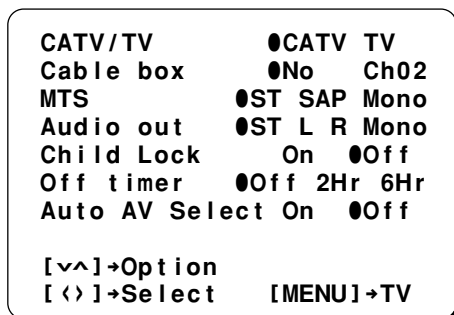 CATV/TV ●CATV TV
Cable box ●No Ch02
MTS ●ST SAP Mono
Audio out ●ST L R Mono
Child Lock On ●Off
Off timer ●Off 2Hr 6Hr
Auto AV Select On ●Off
[∨∧]→Option
[<>]→Select [MENU]→TV